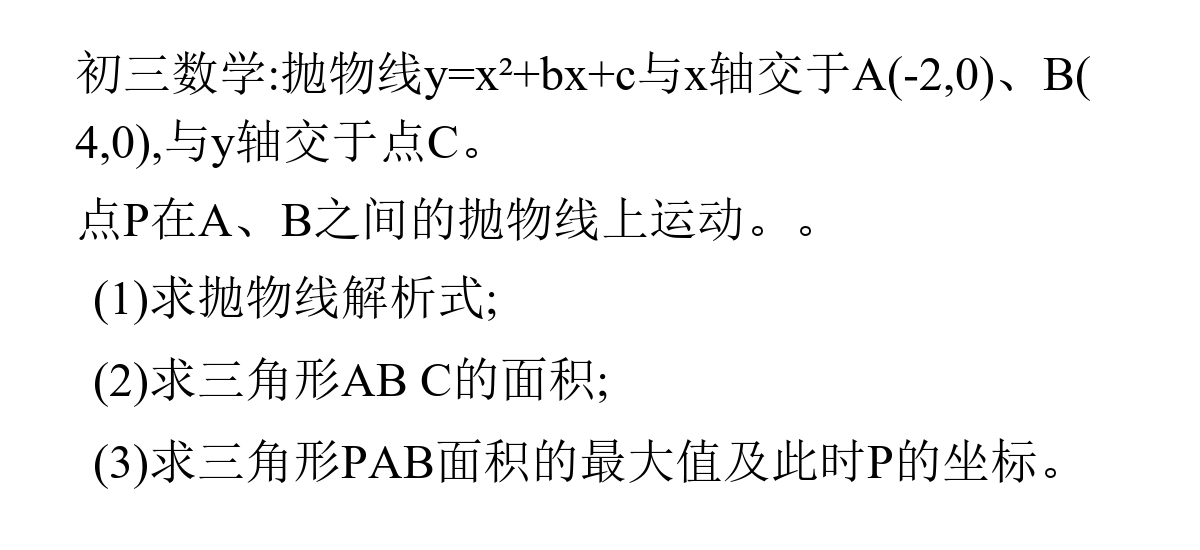 初三数学:抛物线y=x²+bx+c与x轴交于A(-2,0)、B(
4,0),与y轴交于点C。
点P在A、B之间的抛物线上运动。。
(1)求抛物线解析式;
(2)求三角形AB C的面积;
(3)求三角形PAB面积的最大值及此时P的坐标。